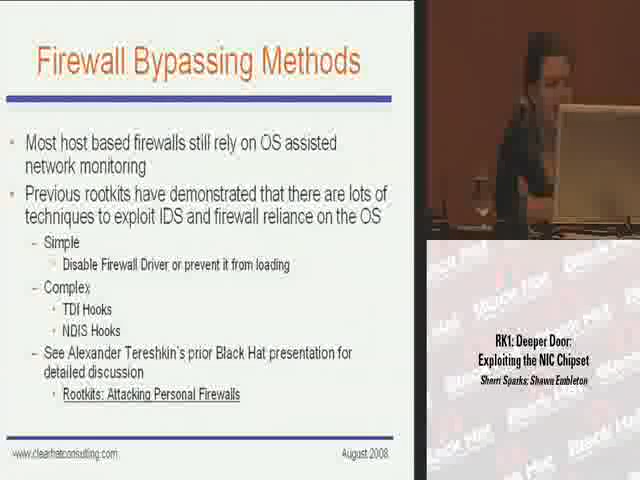 Firewall Bypassing Methods
Most host based firewalls still rely on OS assisted
network monitoring
Previous rootkits have demonstrated that there are lots of
techniques to exploit IDS and firewall reliance on the OS
– Simple
Disable Firewall Driver or prevent it from loading
– Complex
TDI Hooks
NDIS Hooks
– See Alexander Tereshkin's prior Black Hat presentation for
detailed discussion
Rootkits: Attacking Personal Firewalls
www.clearhatconsulting.com
August 2008
RK1: Deeper Door:
Exploiting the NIC Chipset
Sherri Sparks; Shawn Embleton